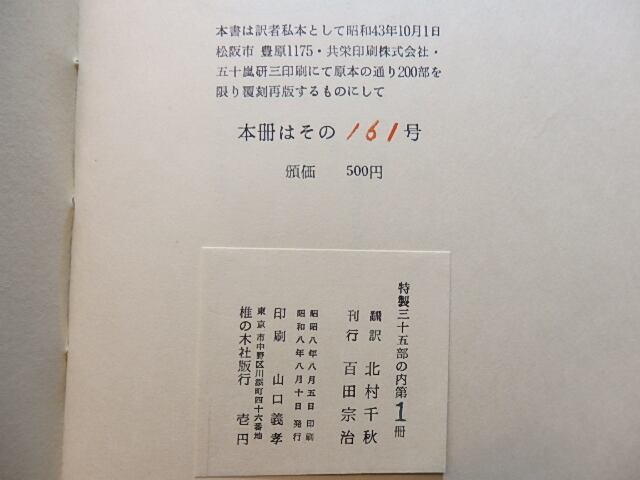 本書は訳者私本として昭和43年10月1日
松阪市 豊原1175・共栄印刷株式会社・
五十嵐研三印刷にて原本の通り200部を
限り覆刻再版するものにして
本冊はその161号
頒価 500円
特製三十五部の内第1冊
飜訳 北村千秋
刊行 百田宗治
昭昭八年八月五日印刷
昭和八年八月十日発行
印刷 山口義孝
東京市中野区川添町四十六番地
椎の木社版行 壱円